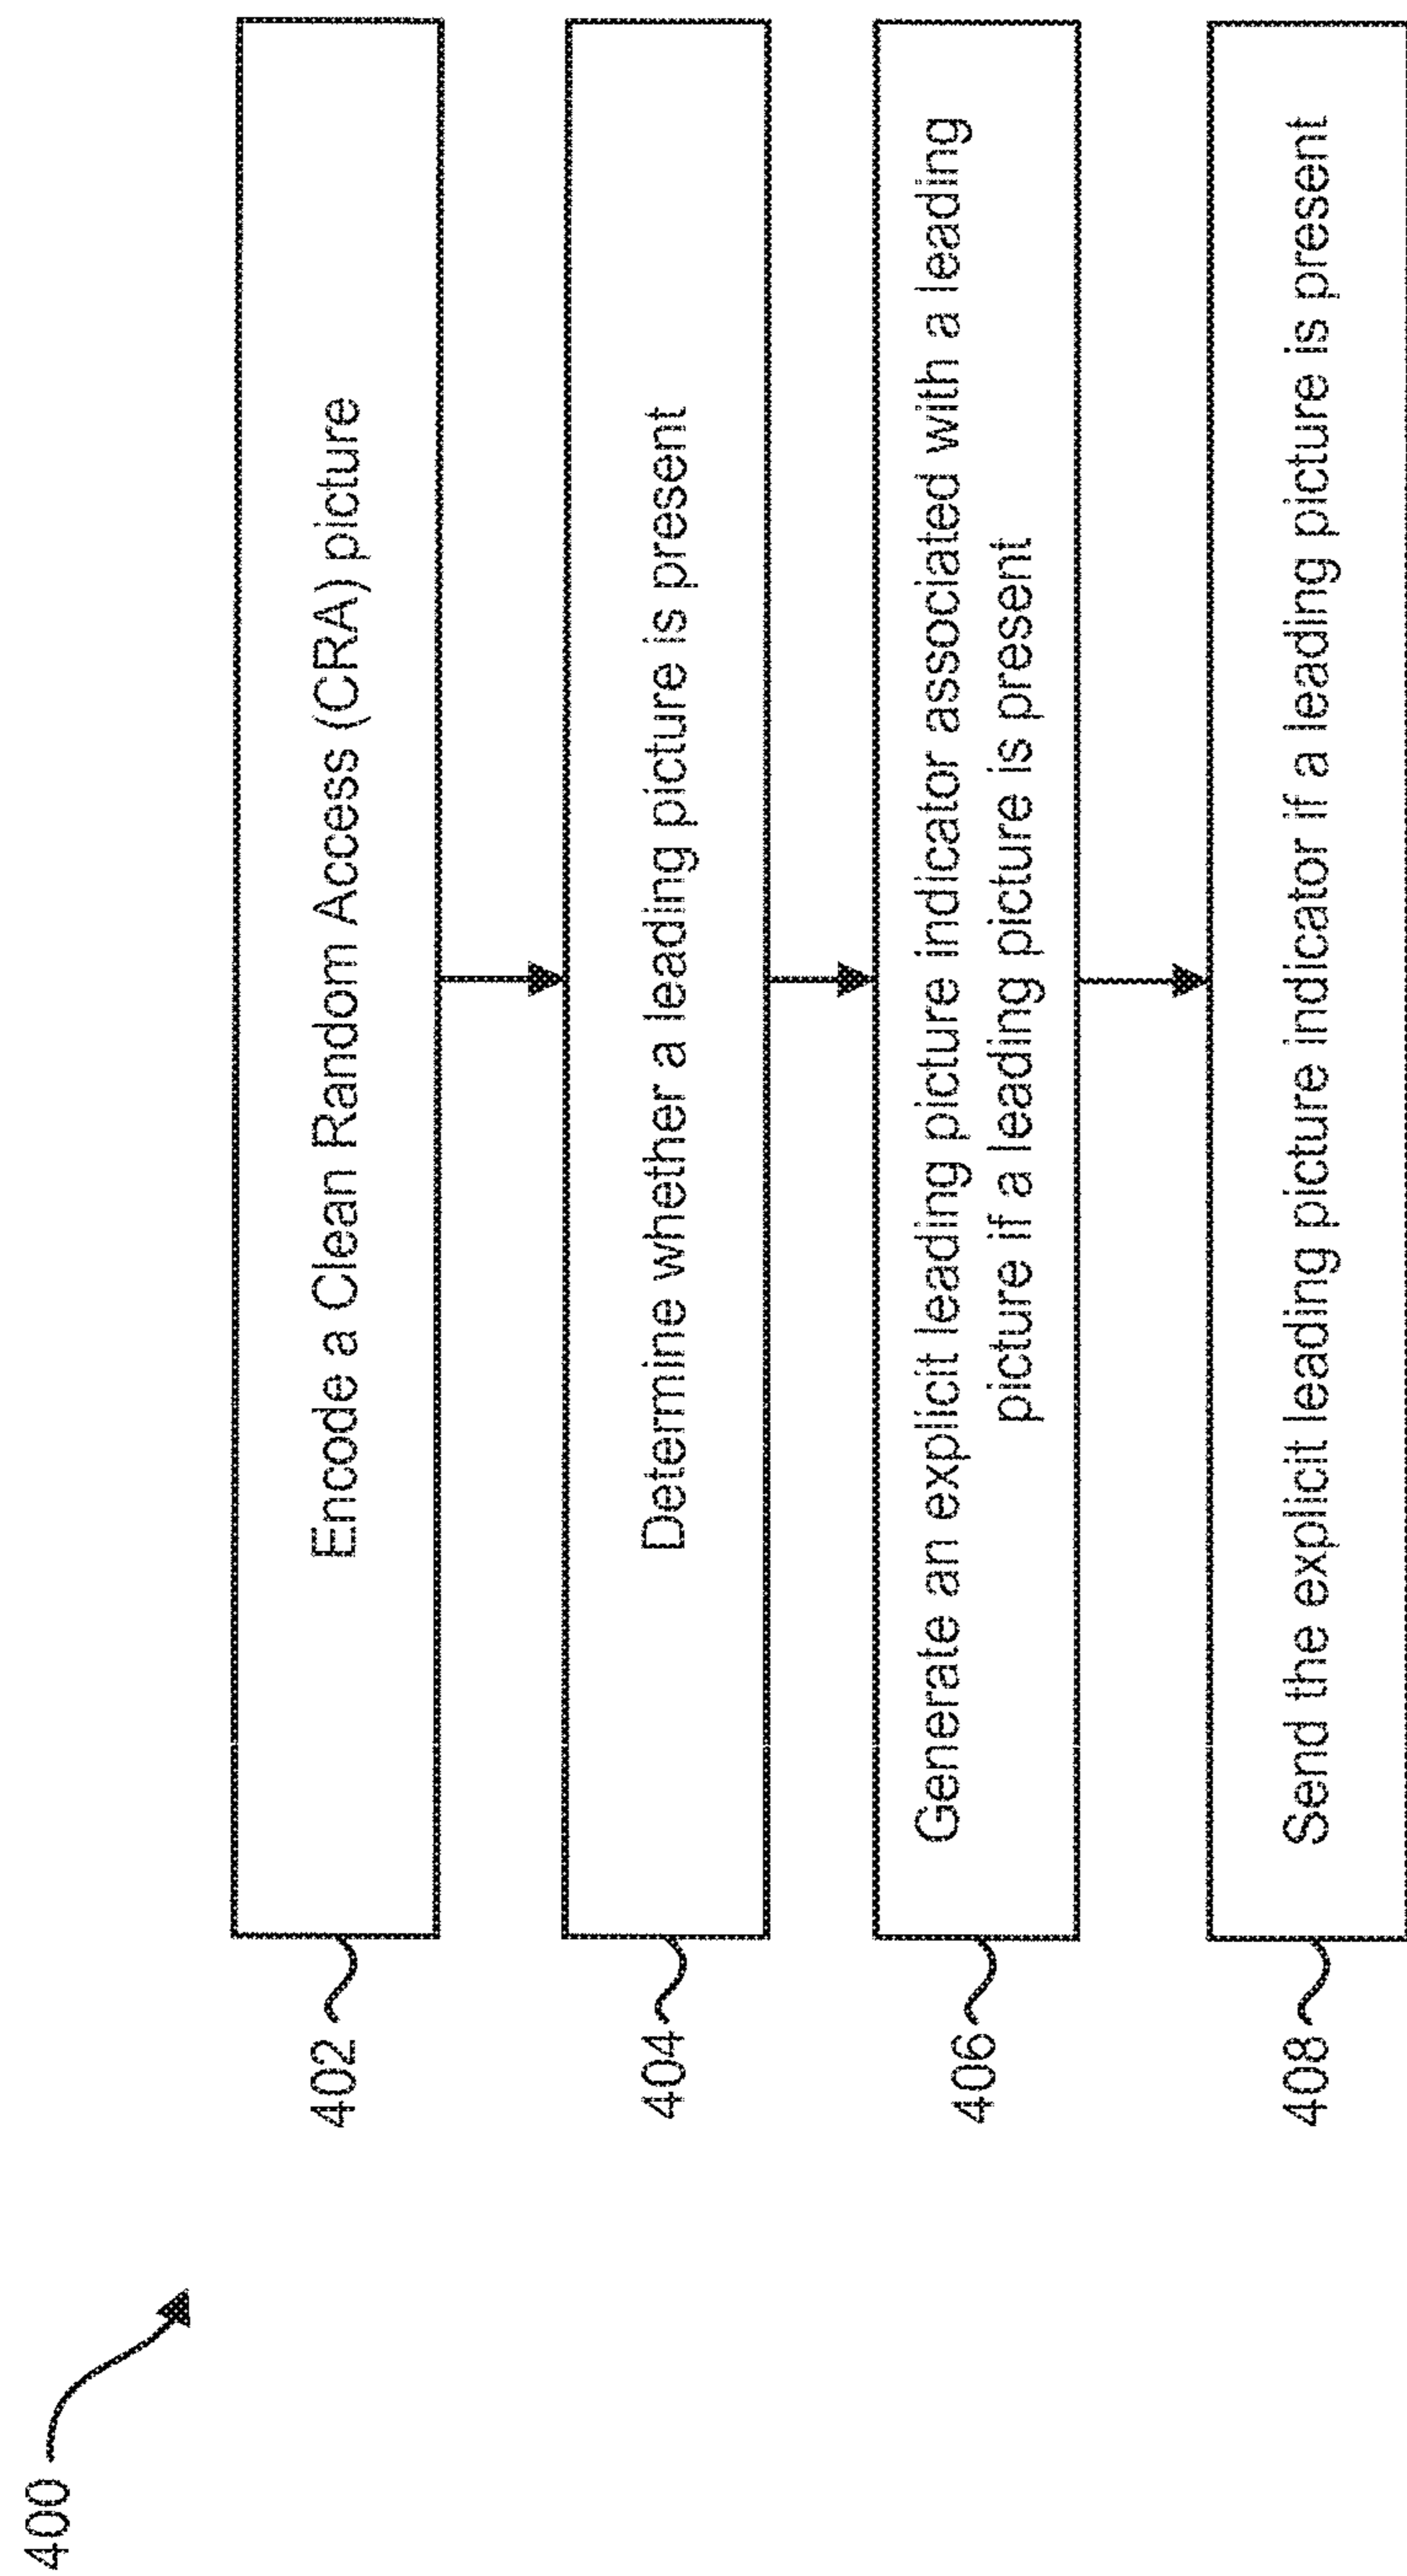 400
402
Encode a Clean Random Access (CRA) picture
404
Determine whether a leading picture is present
406
Generate an explicit leading picture indicator associated with a leading
picture if a leading picture is present
408
Send the explicit leading picture indicator if a leading picture is present